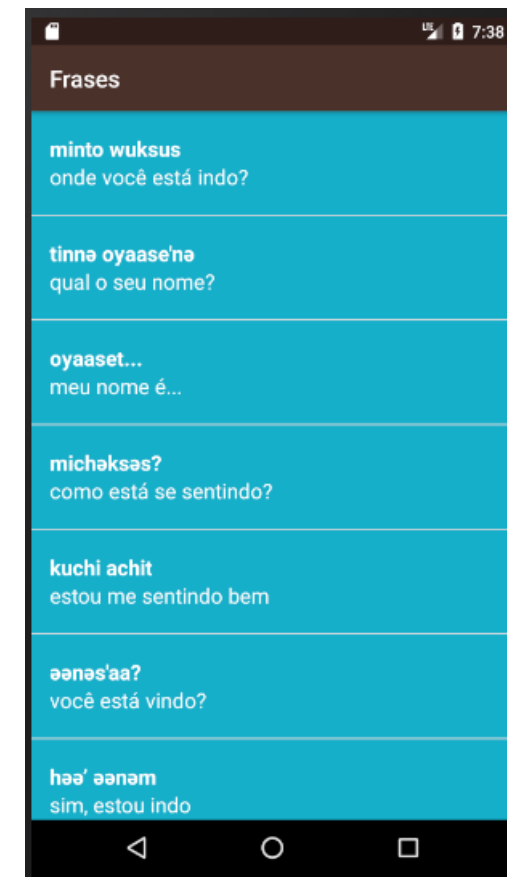 LTE 7:38
Frases
minto wuksus
onde você está indo?
tinnə oyaase'nə
qual o seu nome?
oyaaset...
meu nome é...
michəksəs?
como está se sentindo?
kuchi achit
estou me sentindo bem
əənəs'aa?
você está vindo?
həə’ əənəm
sim, estou indo